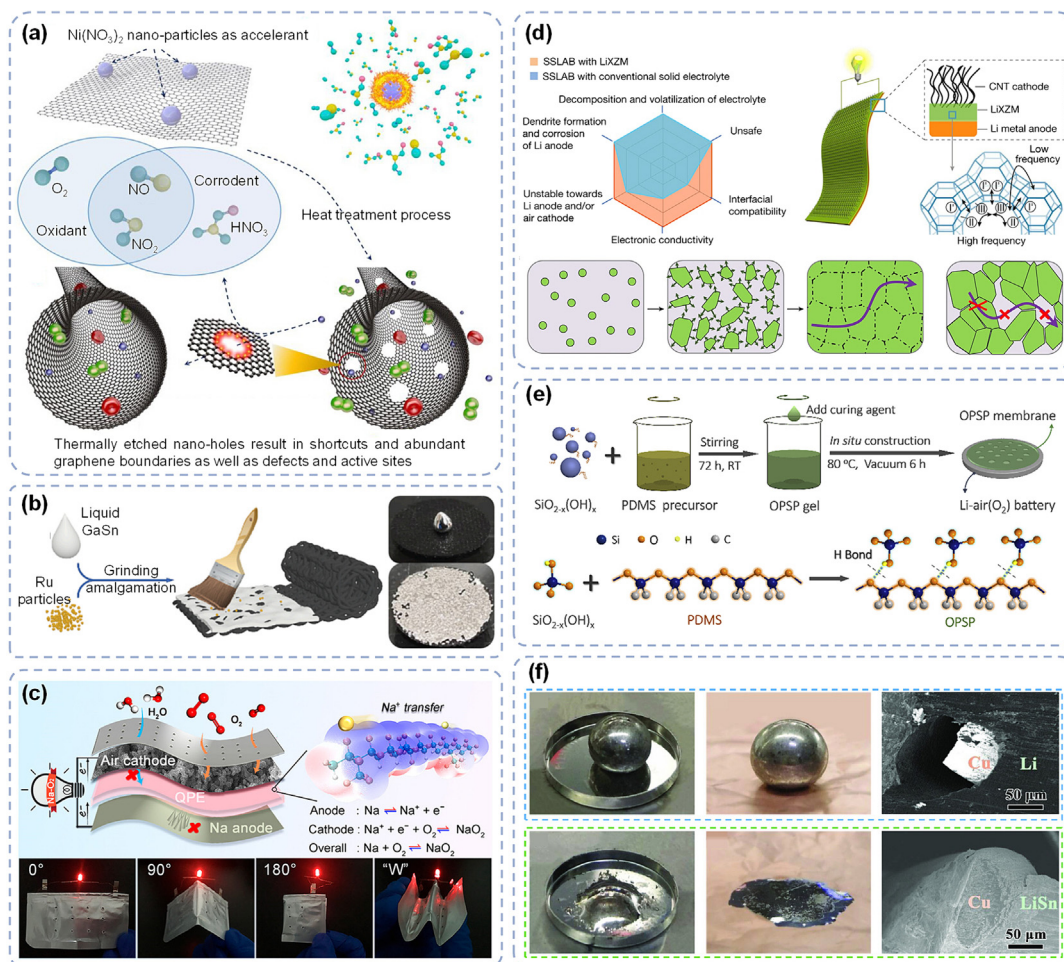 (a)
Ni(NO3)2 nano-particles as accelerant
O2
NO
Corrodent
HNO3
Oxidant
NO2
Heat treatment process
Thermally etched nano-holes result in shortcuts and abundant
graphene boundaries as well as defects and active sites
(b)
Liquid
GaSn
Ru
particles
Grinding
amalgamation
(c)
H2O
O2
Air cathode
Na-O2
e−
e−
QPE
Na anode
Na+ transfer
Anode : Na ⇌ Na+ + e−
Cathode : Na+ + e− + O2 ⇌ NaO2
Overall : Na + O2 ⇌ NaO2
0°
90°
180°
“W”
(d)
SSLAB with LiXZM
SSLAB with conventional solid electrolyte
Decomposition and volatilization of electrolyte
Dendrite formation
and corrosion
of Li anode
Unsafe
Unstable towards
Li anode and/or
air cathode
Interfacial
compatibility
Electronic conductivity
CNT cathode
LiXZM
Li metal anode
Low
frequency
High frequency
(e)
Add curing agent
OPSP membrane
Stirring
72 h, RT
In situ construction
80 ºC, Vacuum 6 h
SiO2-x(OH)x
PDMS precursor
OPSP gel
Li-air(O2) battery
Si
O
H
C
H Bond
SiO2-x(OH)x
PDMS
OPSP
(f)
Cu
Li
50 μm
Cu
LiSn
50 μm